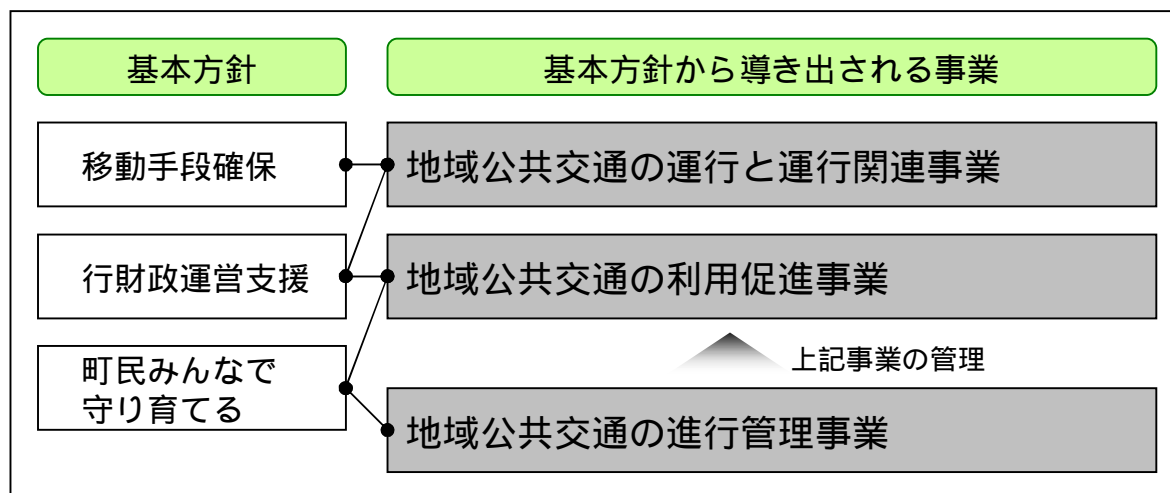 基本方針
基本方針から導き出される事業
移動手段確保
地域公共交通の運行と運行関連事業
行財政運営支援
地域公共交通の利用促進事業
町民みんなで
守り育てる
上記事業の管理
地域公共交通の進行管理事業